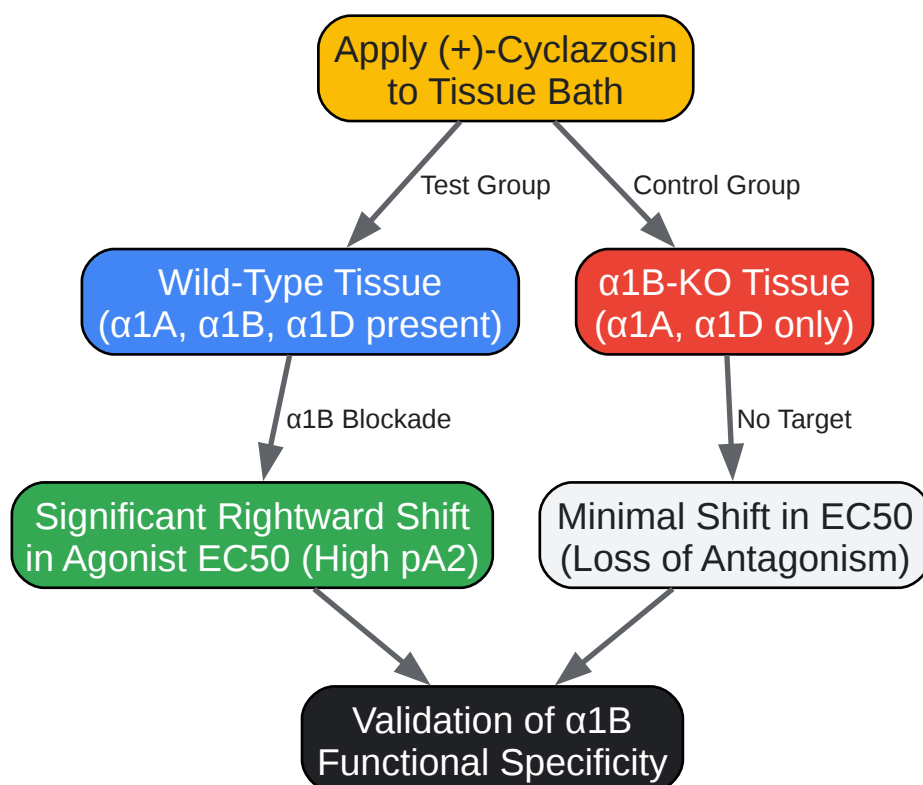 Apply (+)-Cyclazosin
to Tissue Bath
Test Group
Control Group
Wild-Type Tissue
(α1A, α1B, α1D present)
α1B-KO Tissue
(α1A, α1D only)
α1B Blockade
No Target
Significant Rightward Shift
in Agonist EC50 (High pA2)
Minimal Shift in EC50
(Loss of Antagonism)
Validation of α1B
Functional Specificity